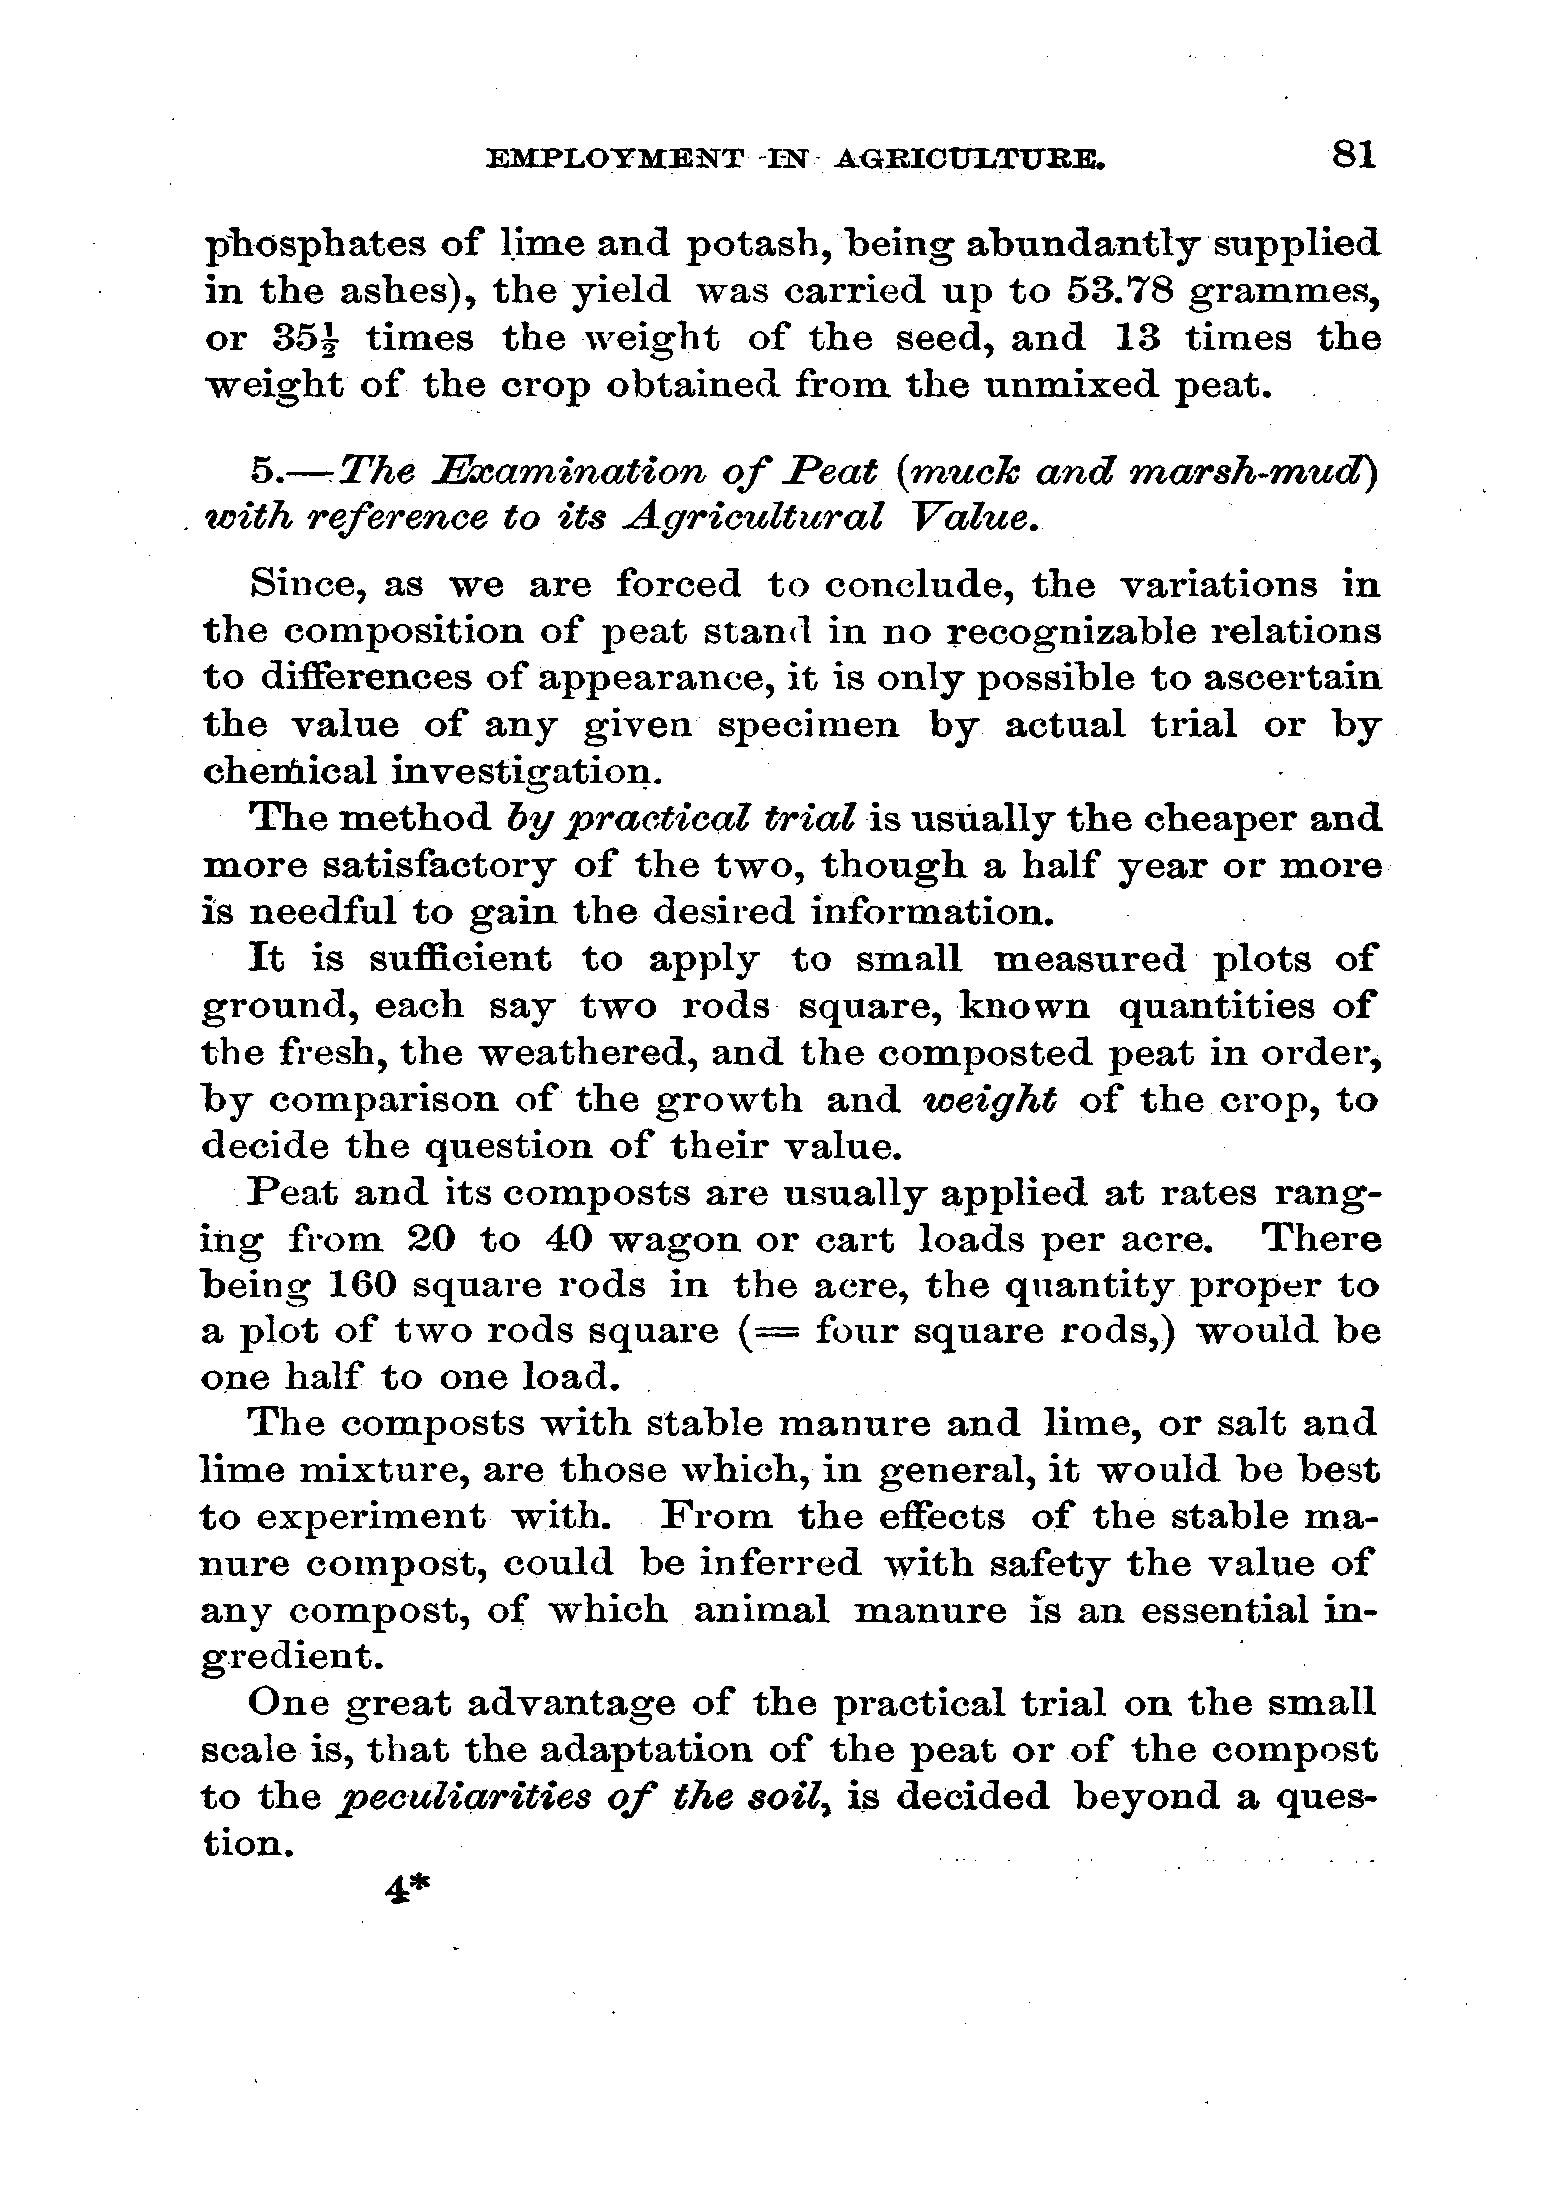 EMPLOYMENT IN AGRICULTURE. 81
phosphates of lime and potash, being abundantly supplied
in the ashes), the yield was carried up to 53.78 grammes,
or 35½ times the weight of the seed, and 13 times the
weight of the crop obtained from the unmixed peat.
5.—The Examination of Peat (muck and marsh-mud)
with reference to its Agricultural Value.
Since, as we are forced to conclude, the variations in
the composition of peat stand in no recognizable relations
to differences of appearance, it is only possible to ascertain
the value of any given specimen by actual trial or by
chemical investigation.
The method by practical trial is usually the cheaper and
more satisfactory of the two, though a half year or more
is needful to gain the desired information.
It is sufficient to apply to small measured plots of
ground, each say two rods square, known quantities of
the fresh, the weathered, and the composted peat in order,
by comparison of the growth and weight of the crop, to
decide the question of their value.
Peat and its composts are usually applied at rates rang-
ing from 20 to 40 wagon or cart loads per acre. There
being 160 square rods in the acre, the quantity proper to
a plot of two rods square (= four square rods,) would be
one half to one load.
The composts with stable manure and lime, or salt and
lime mixture, are those which, in general, it would be best
to experiment with. From the effects of the stable ma-
nure compost, could be inferred with safety the value of
any compost, of which animal manure is an essential in-
gredient.
One great advantage of the practical trial on the small
scale is, that the adaptation of the peat or of the compost
to the peculiarities of the soil, is decided beyond a ques-
tion.
4*